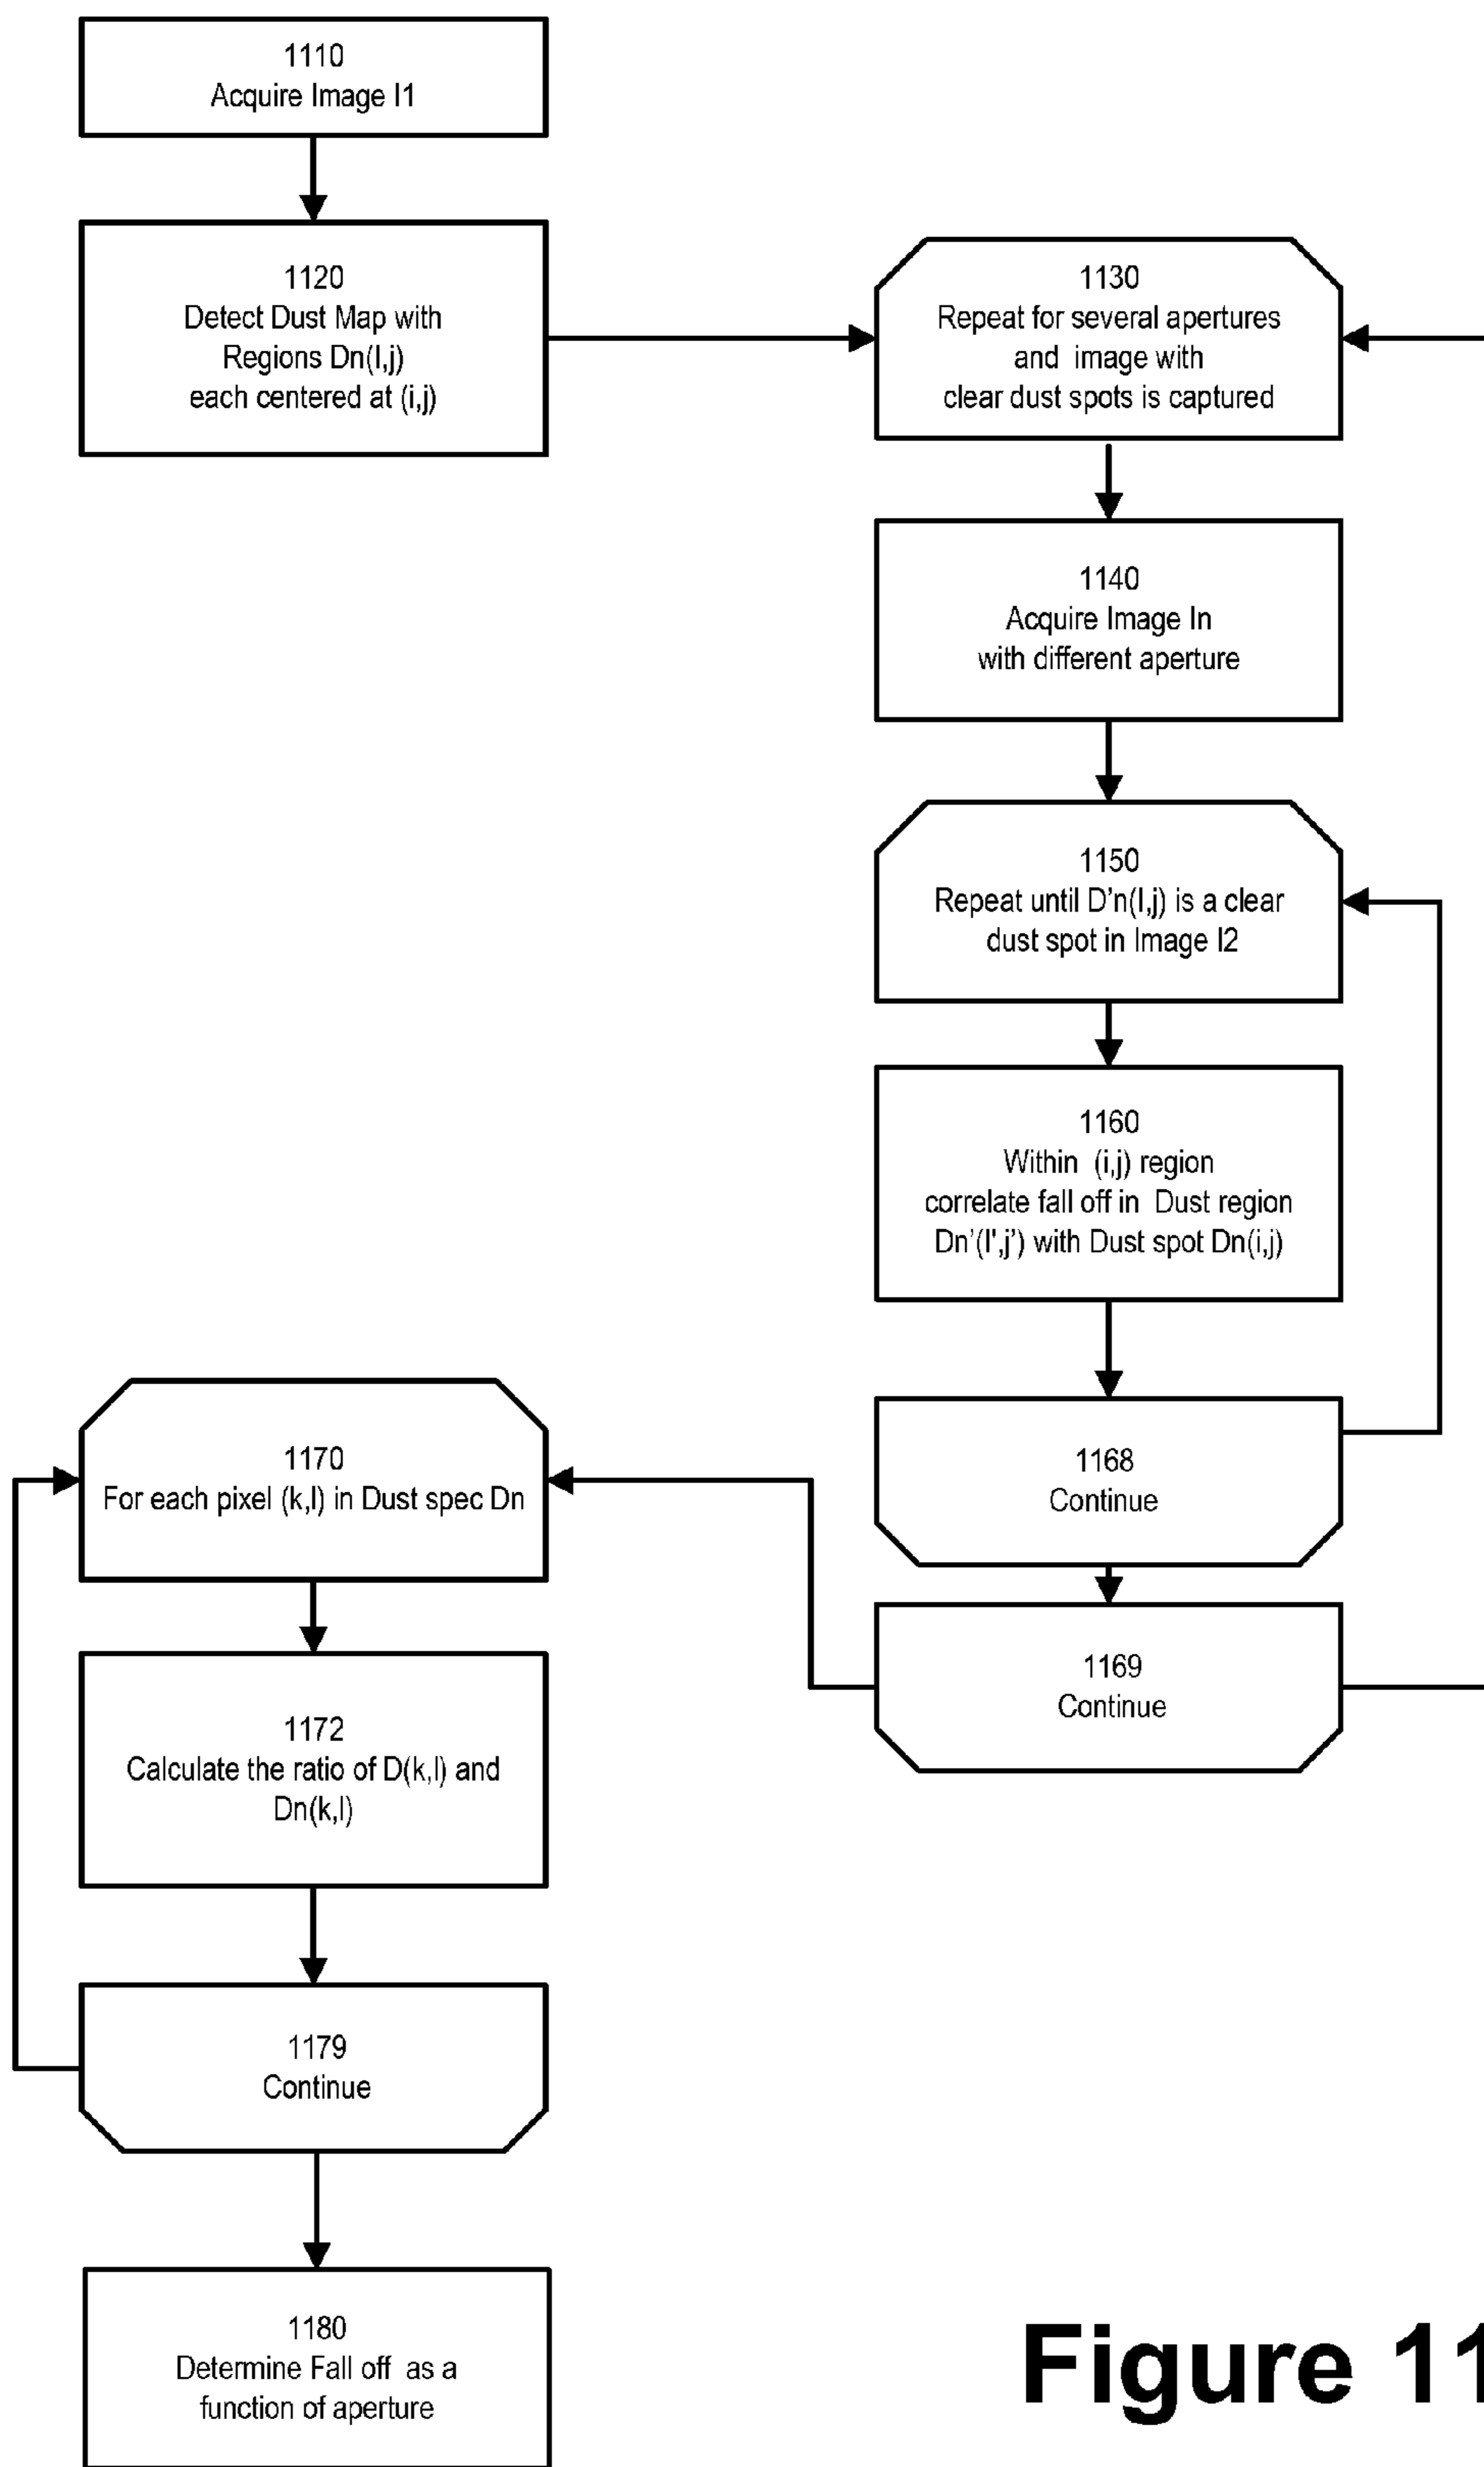 1110
Acquire Image I1
1120
Detect Dust Map with
Regions Dn(I,j)
each centered at (i,j)
1130
Repeat for several apertures
and image with
clear dust spots is captured
1140
Acquire Image In
with different aperture
1150
Repeat until D'n(I,j) is a clear
dust spot in Image I2
1160
Within (i,j) region
correlate fall off in Dust region
Dn'(I',j') with Dust spot Dn(i,j)
1168
Continue
1169
Continue
1170
For each pixel (k,l) in Dust spec Dn
1172
Calculate the ratio of D(k,l) and
Dn(k,l)
1179
Continue
1180
Determine Fall off as a
function of aperture
Figure 11